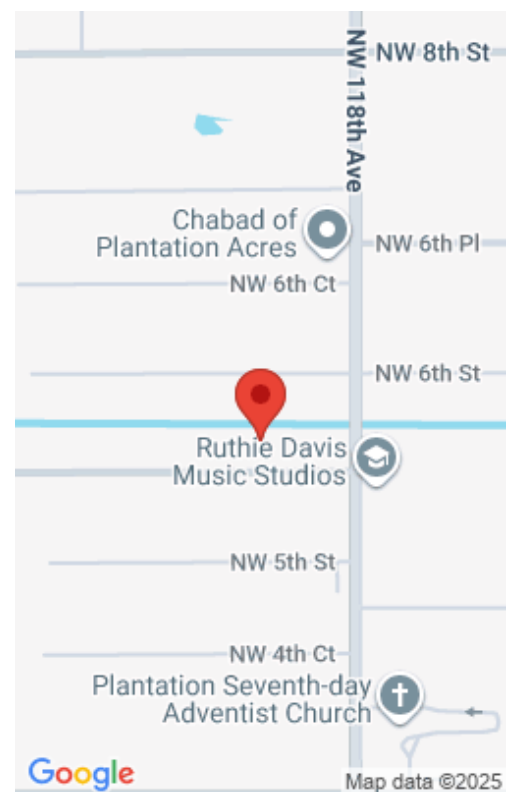 NW 8th St
NW 118th Ave
Chabad of
Plantation Acres
NW 6th Pl
NW 6th Ct
NW 6th St
Ruthie Davis
Music Studios
NW 5th St
NW 4th Ct
Plantation Seventh-day
Adventist Church
Google
Map data ©2025